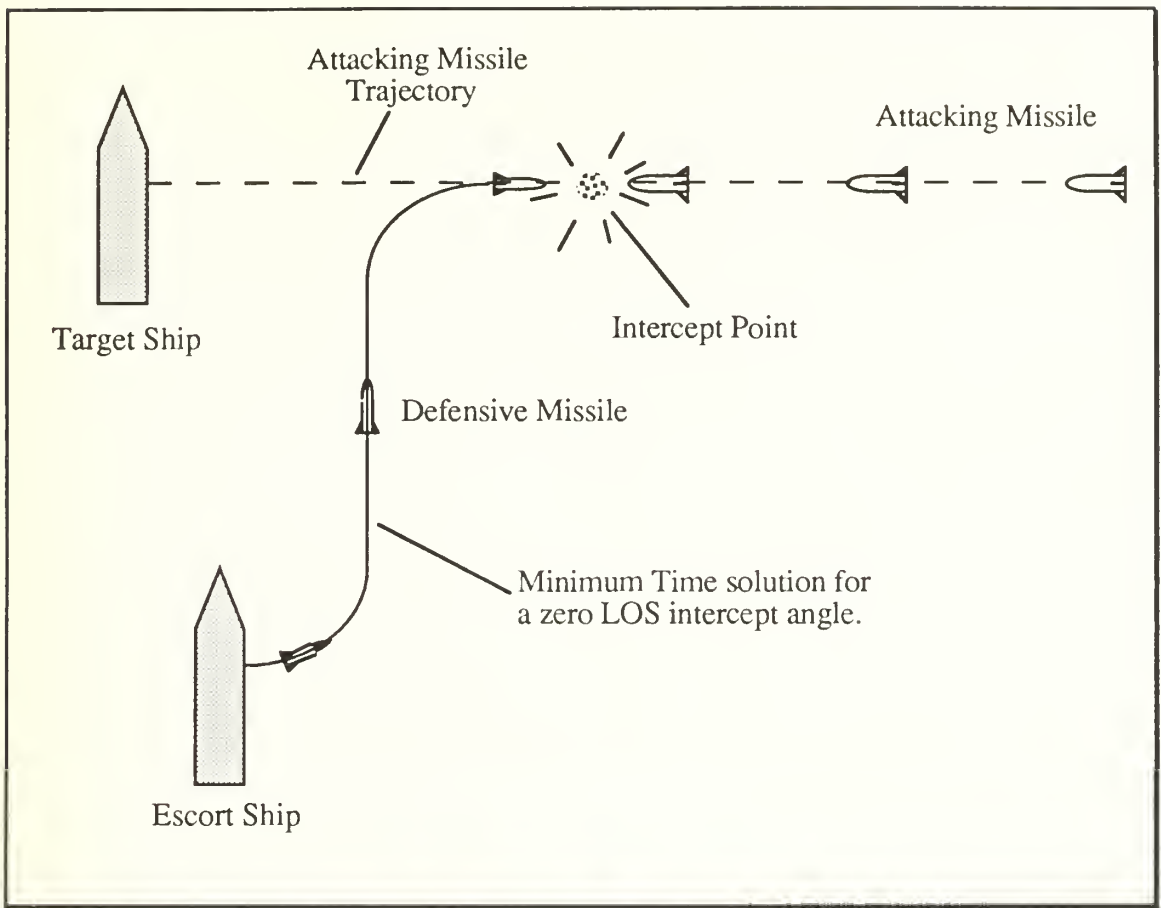 Attacking Missile
Trajectory
Attacking Missile
Target Ship
Intercept Point
Defensive Missile
Minimum Time solution for
a zero LOS intercept angle.
Escort Ship